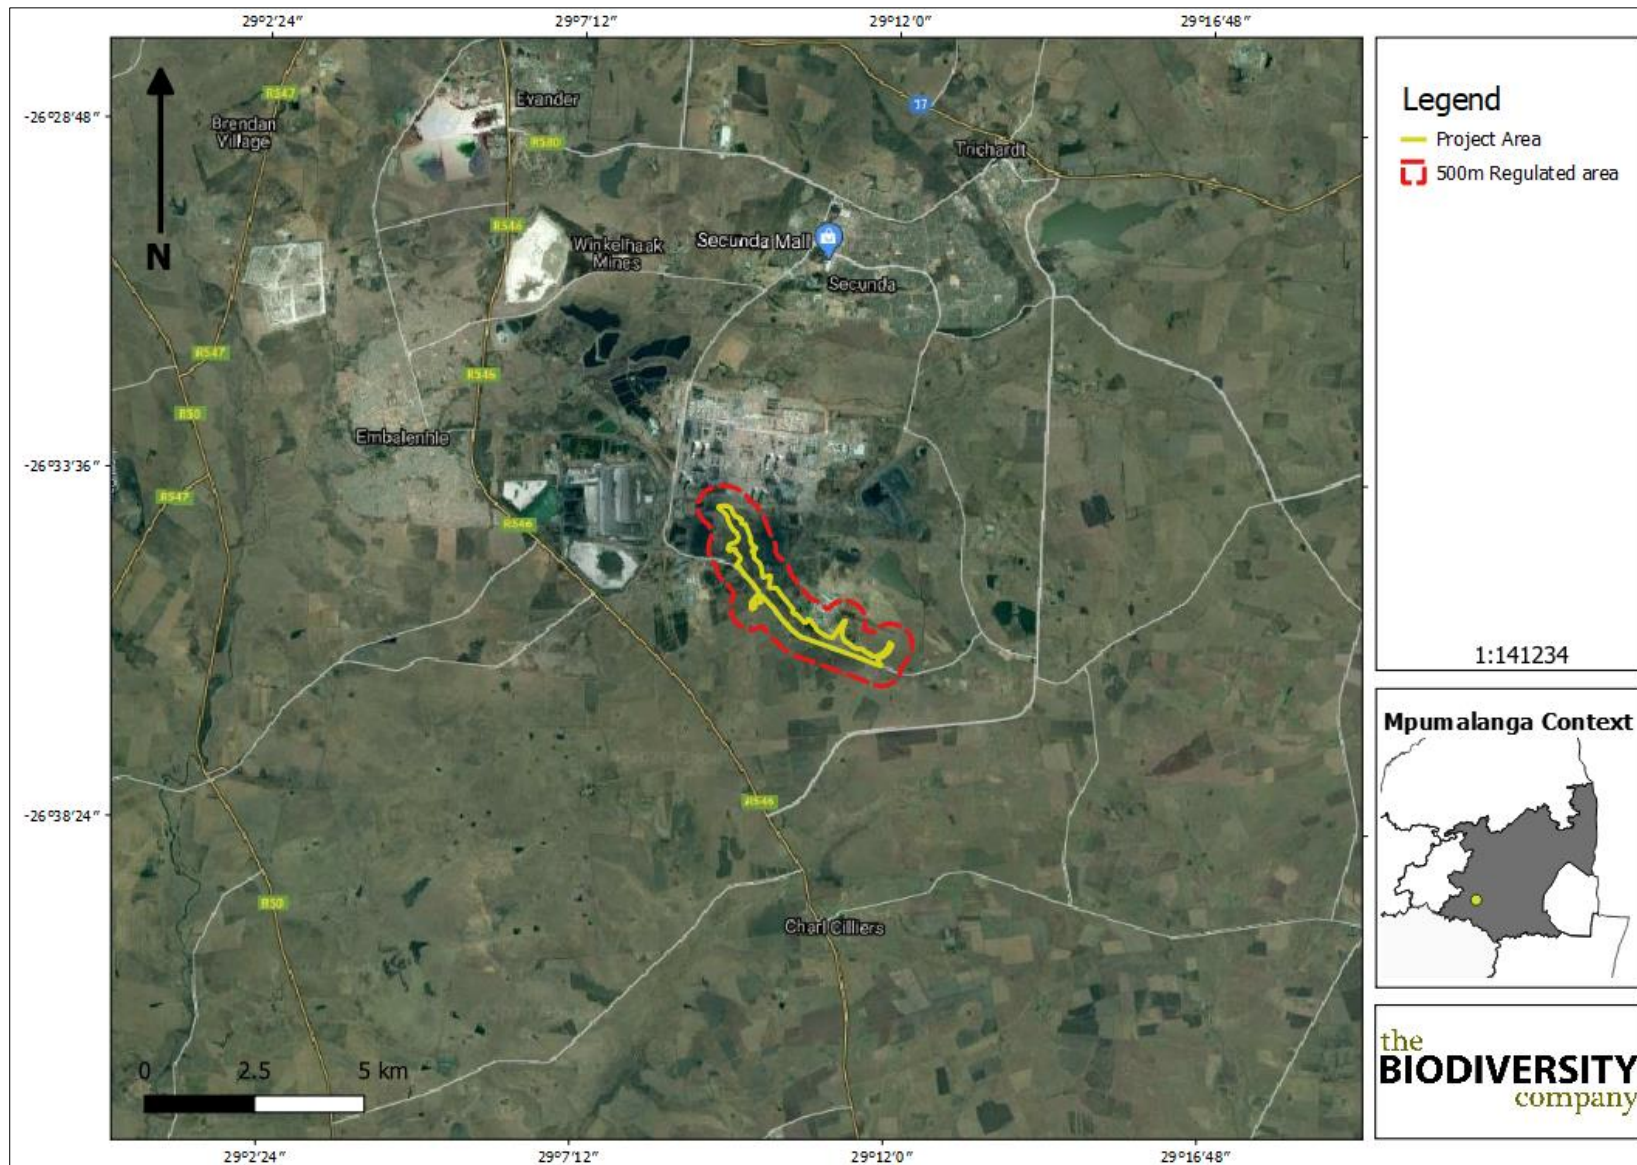 29°2'24"
29°7'12"
29°12'0"
29°16'48"
-26°28'48"
-26°33'36"
-26°38'24"
N
R547
Brendan
Village
Evander
R580
17
Trichardt
R546
Winkelhaak
Mines
Secunda Mall
Secunda
R547
R546
R50
Embalenhle
R547
R546
R546
Charl Cilliers
R50
0 2.5 5 km
29°2'24"
29°7'12"
29°12'0"
29°16'48"
Legend
Project Area
500m Regulated area
1:141234
Mpumalanga Context
the
BIODIVERSITY
company